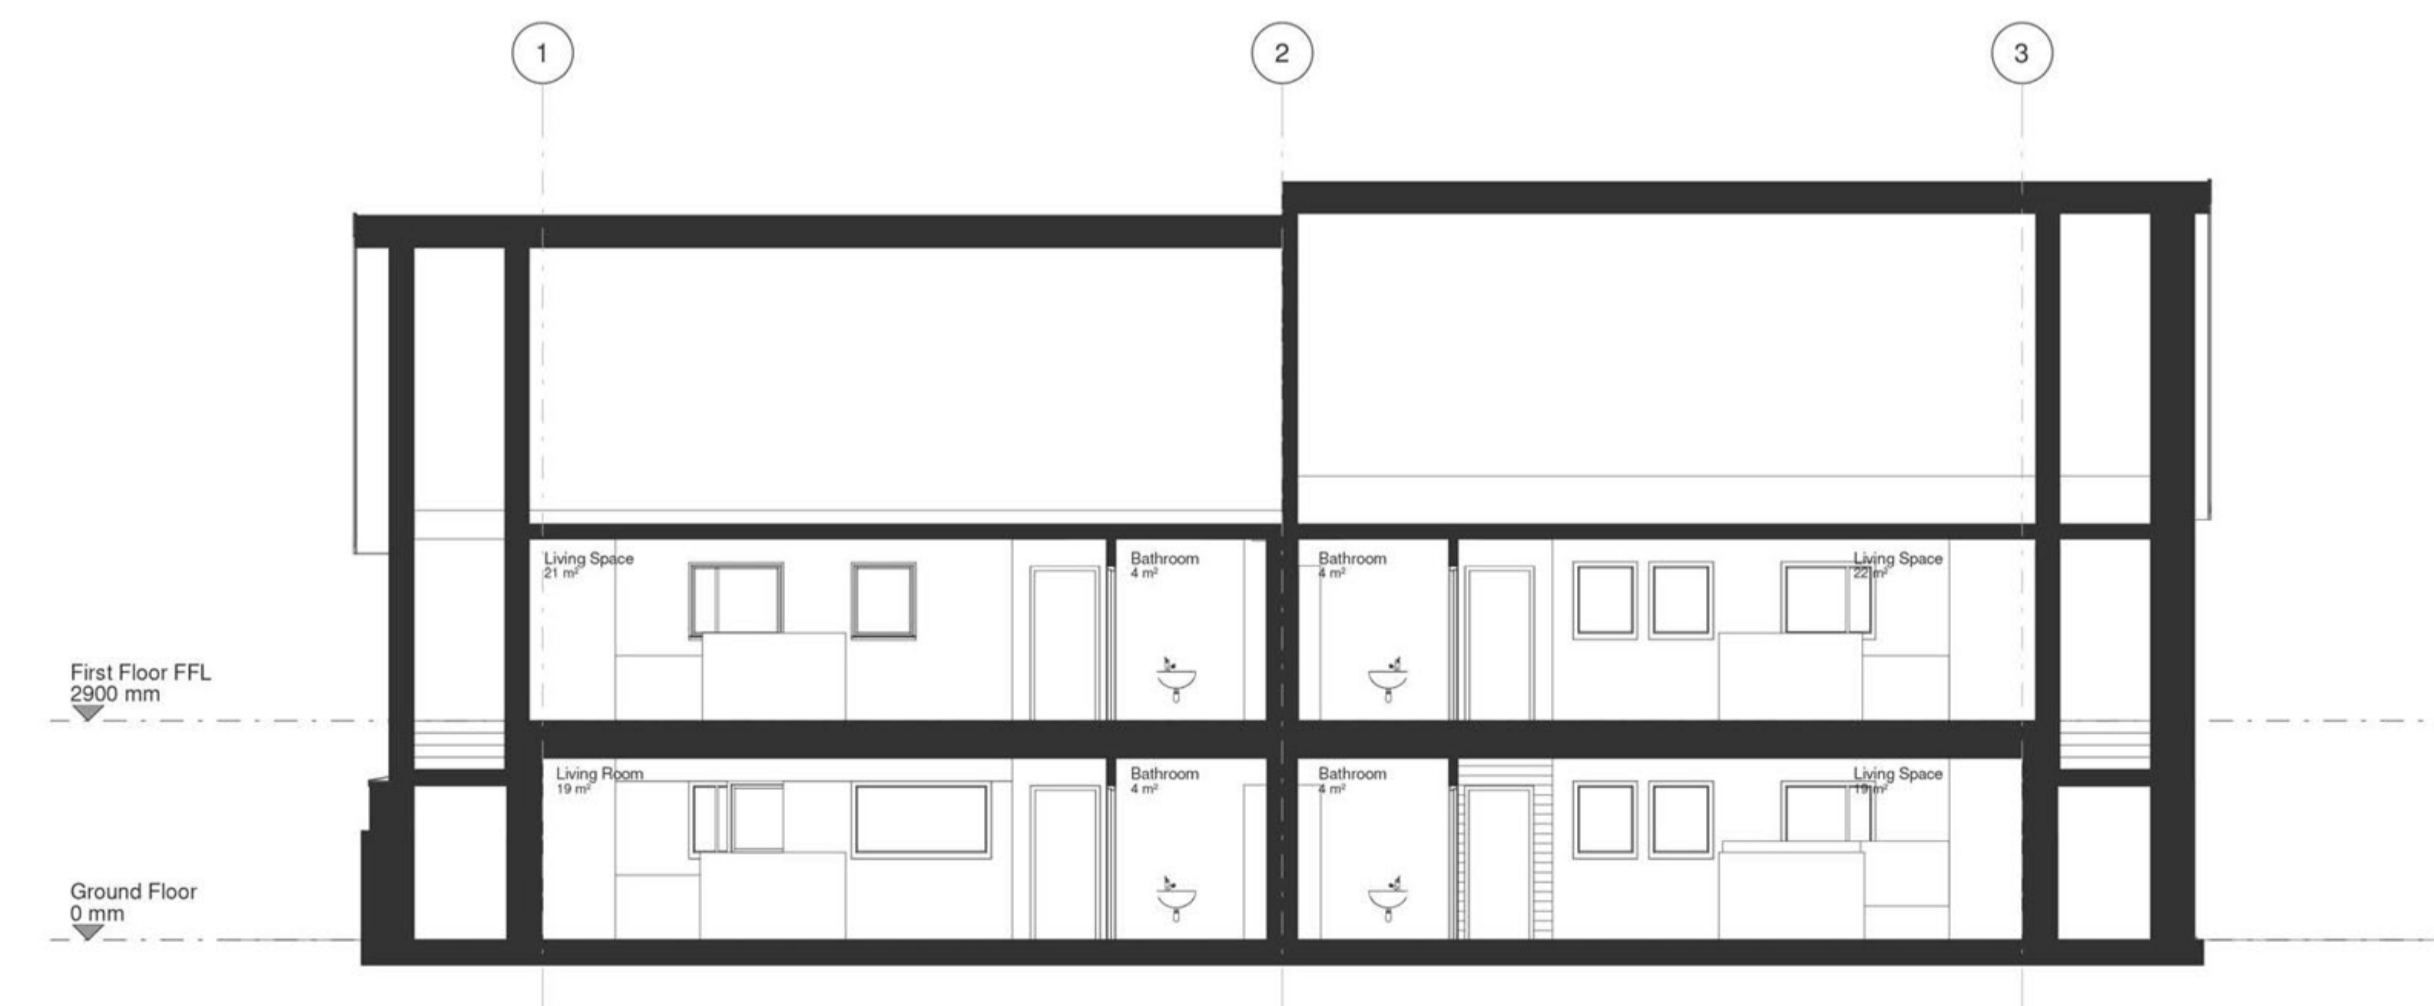 1
2
3
Living Space
21 m²
Bathroom
4 m²
Bathroom
4 m²
Living Space
22 m²
First Floor FFL
2900 mm
Living Room
19 m²
Bathroom
4 m²
Bathroom
4 m²
Living Space
19 m²
Ground Floor
0 mm